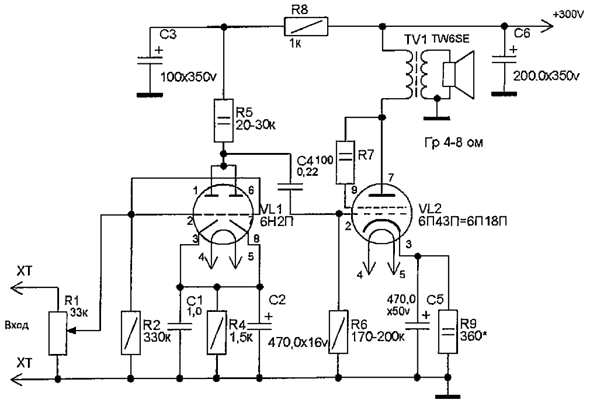 R8
1к
+300V
C3
100x350v
TV1 TW6SE
C6
+
200.0x350v
Гр 4-8 ом
R5
20-30к
C4 100
0,22
R7
1
6
VL1
6Н2П
2
7
3
8
4
5
9
7
2
VL2
6П43П=6П18П
3
4
5
ХТ
R1
33к
Вход
ХТ
R2
330к
C1
1,0
R4
1,5к
C2
+
470,0x16v
R6
170-200к
470,0
x50v
+
C5
R9
360*